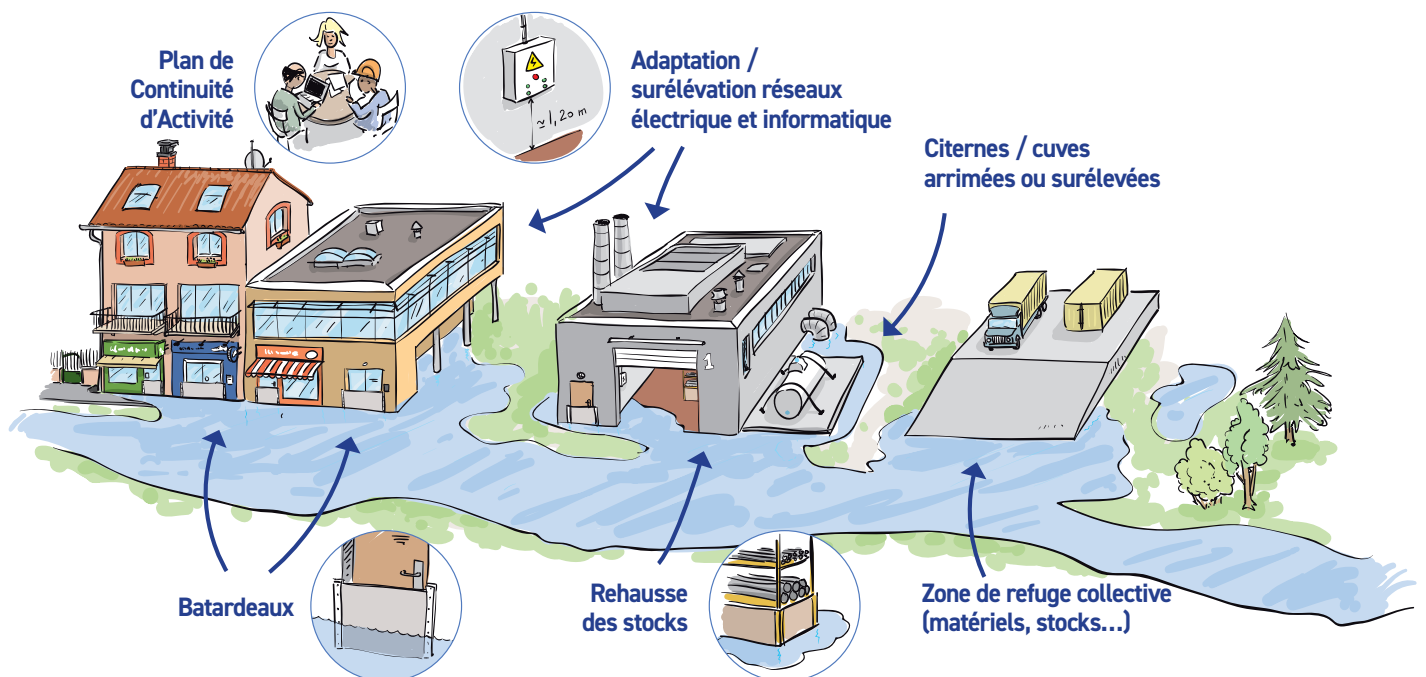 Plan de
Continuité
d'Activité
≃1,20 m
Adaptation /
surélévation réseaux
électrique et informatique
Citernes / cuves
arrimées ou surélevées
1
Batardeaux
Rehausse
des stocks
Zone de refuge collective
(matériels, stocks...)